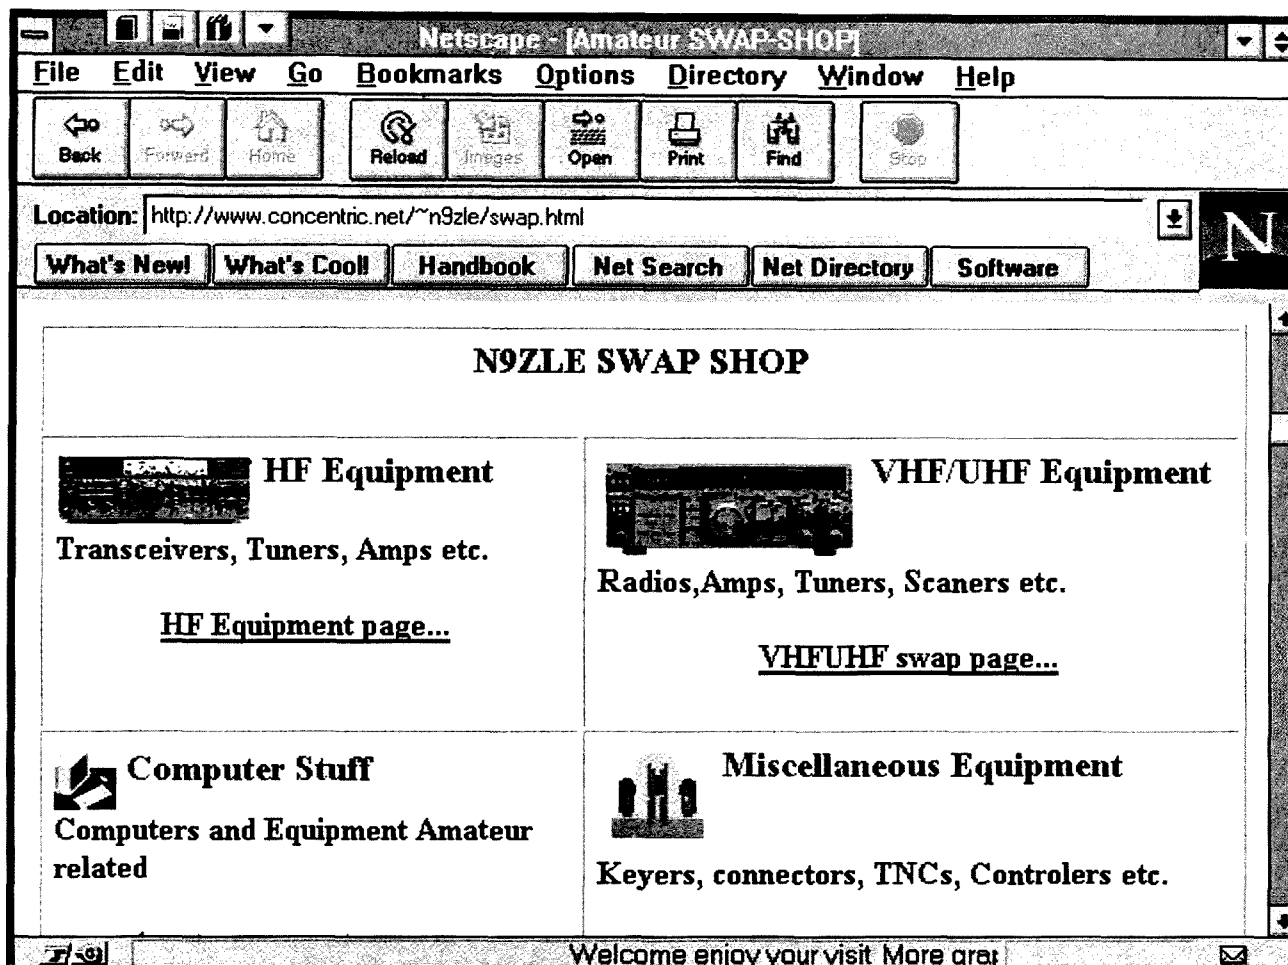 Netscape - [Amateur SWAP-SHOP]
File Edit View Go Bookmarks Options Directory Window Help
Back Forward Home Reload Images Open Print Find Stop
Location: http://www.concentric.net/~n9zle/swap.html
N
What's New! What's Cool! Handbook Net Search Net Directory Software
N9ZLE SWAP SHOP
HF Equipment
Transceivers, Tuners, Amps etc.
HF Equipment page...
VHF/UHF Equipment
Radios,Amps, Tuners, Scaners etc.
VHFUHF swap page...
Computer Stuff
Computers and Equipment Amateur
related
Miscellaneous Equipment
Keyers, connectors, TNCs, Controlers etc.
Welcome enjoy your visit More